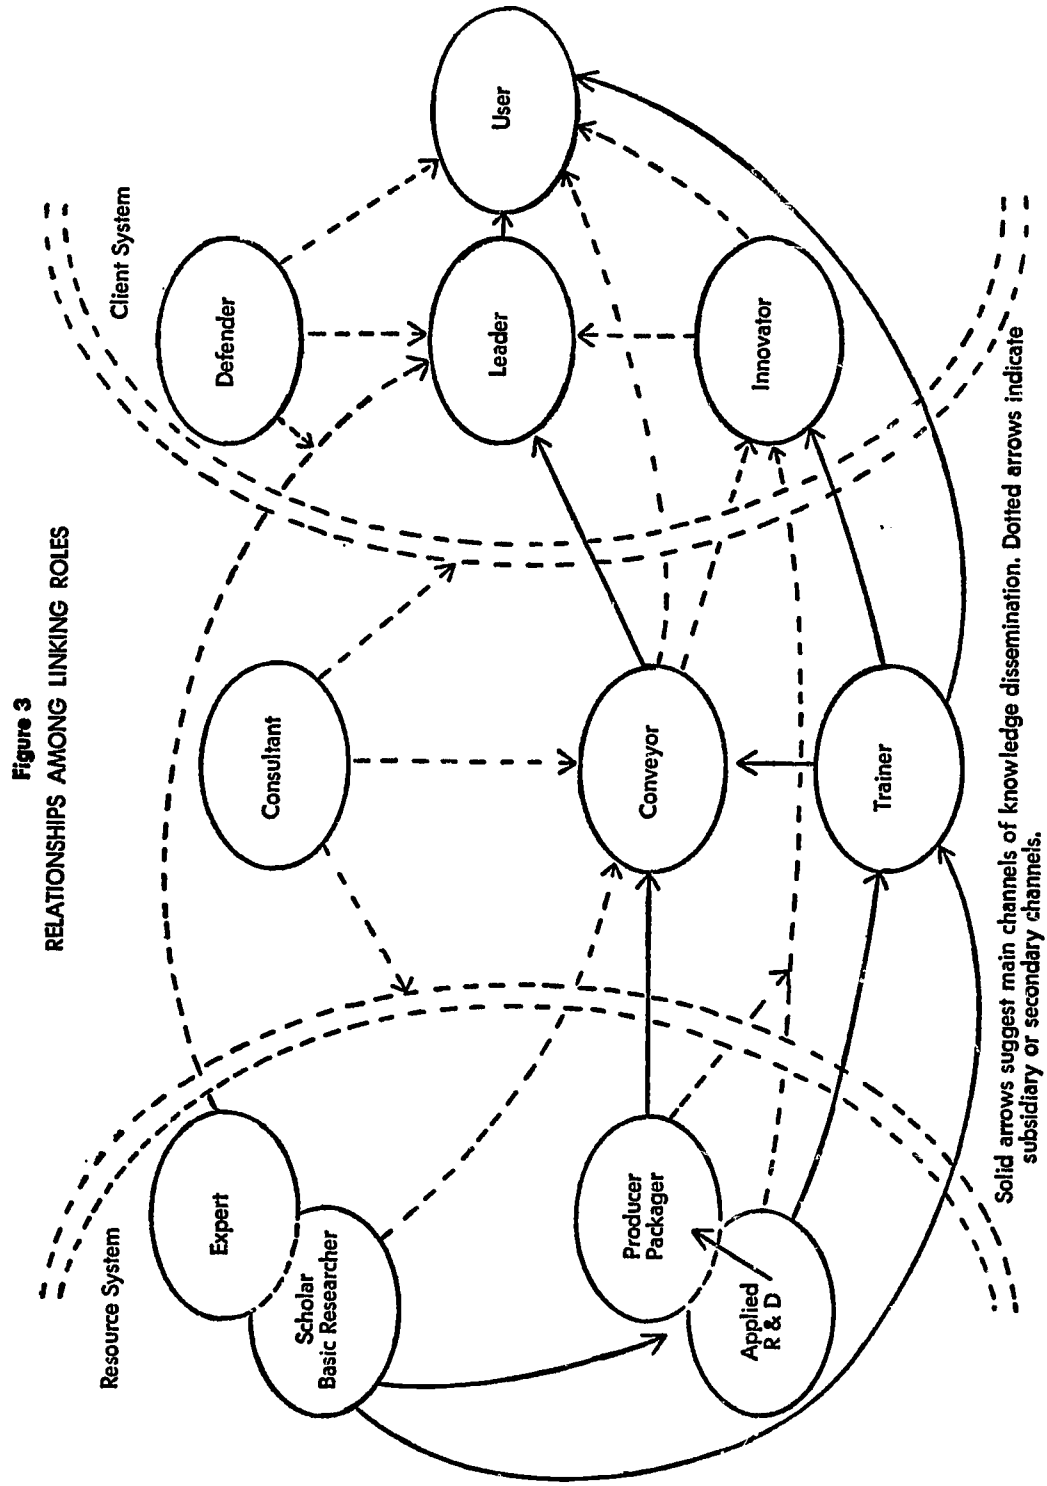 Figure 3
RELATIONSHIPS AMONG LINKING ROLES
Resource System
Client System
Expert
Scholar
Basic Researcher
Consultant
Defender
Producer
Packager
Applied
R & D
Conveyor
Leader
User
Trainer
Innovator
Solid arrows suggest main channels of knowledge dissemination. Dotted arrows indicate
subsidiary or secondary channels.